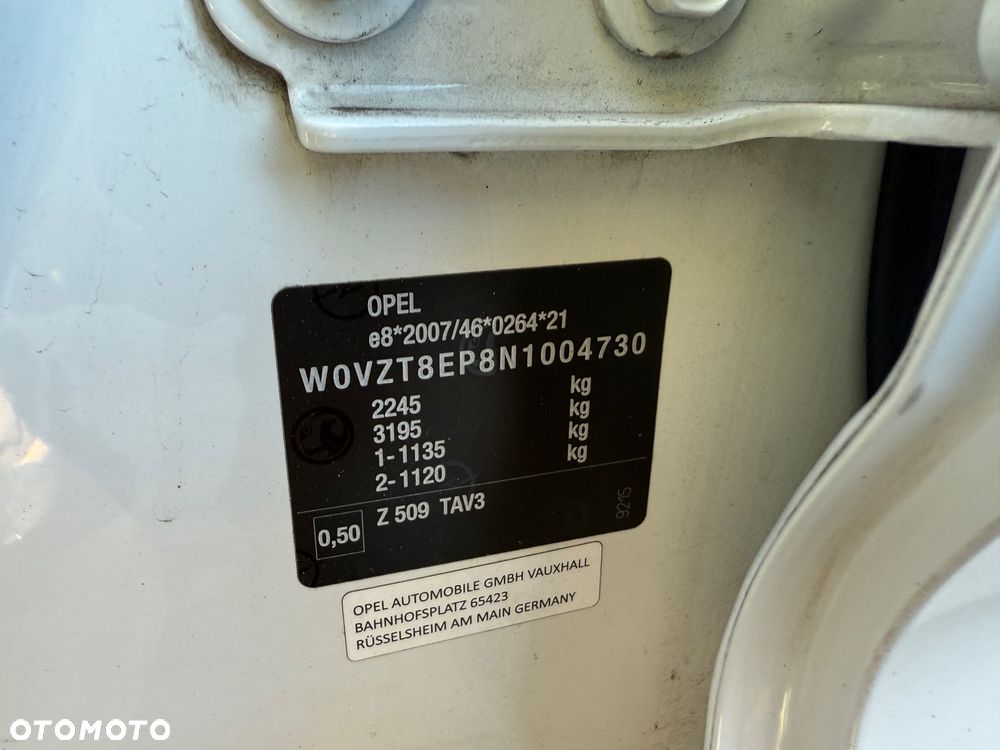 OPEL
e8*2007/46*0264*21
W0VZT8EP8N1004730
2245 kg
3195 kg
1-1135 kg
2-1120 kg
0,50 Z 509 TAV3
9215
OPEL AUTOMOBILE GMBH VAUXHALL
BAHNHOFSPLATZ 65423
RÜSSELSHEIM AM MAIN GERMANY
OTOMOTO